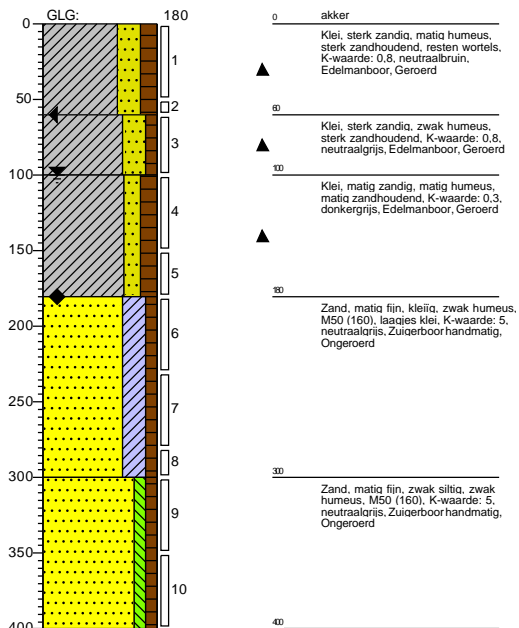 GLG: 180
0
50
100
150
200
250
300
350
400
1
2
3
4
5
6
7
8
9
10
0 akker
Klei, sterk zandig, matig humeus,
sterk zandhoudend, resten wortels,
K-waarde: 0,8, neutraalbruin,
Edelmanboor, Geroerd
60
Klei, sterk zandig, zwak humeus,
sterk zandhoudend, K-waarde: 0,8,
neutraalgrijs, Edelmanboor, Geroerd
100
Klei, matig zandig, matig humeus,
matig zandhoudend, K-waarde: 0,3,
donkergrijs, Edelmanboor, Geroerd
180
Zand, matig fijn, kleiïg, zwak humeus,
M50 (160), laagjes klei, K-waarde: 5,
neutraalgrijs, Zuigerboor handmatig,
Ongeroerd
300
Zand, matig fijn, zwak siltig, zwak
humeus, M50 (160), K-waarde: 5,
neutraalgrijs, Zuigerboor handmatig,
Ongeroerd
400